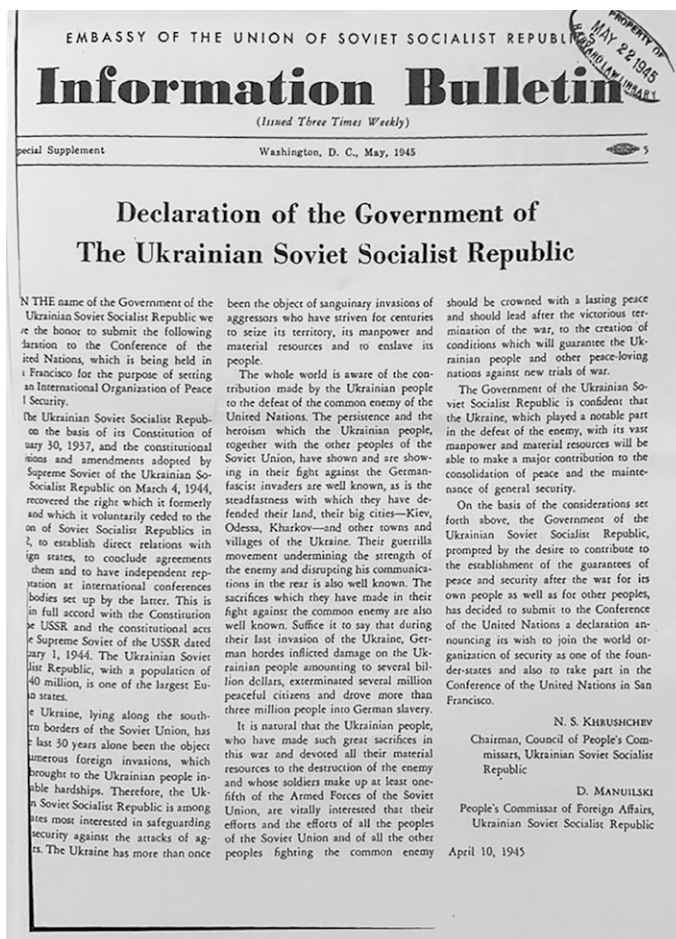 EMBASSY OF THE UNION OF SOVIET SOCIALIST REPUBLICS
PROPERTY OF
MAY 22 1945
HARVARD LAW LIBRARY
Information Bulletin
(Issued Three Times Weekly)
pecial Supplement
Washington, D. C., May, 1945
5
Declaration of the Government of
The Ukrainian Soviet Socialist Republic
N THE name of the Government of the
Ukrainian Soviet Socialist Republic we
the honor to submit the following
laration to the Conference of the
ited Nations, which is being held in
Francisco for the purpose of setting
an International Organization of Peace
Security.
The Ukrainian Soviet Socialist Repub-
on the basis of its Constitution of
uary 30, 1937, and the constitutional
isions and amendments adopted by
Supreme Soviet of the Ukrainian So-
Socialist Republic on March 4, 1944,
recovered the right which it formerly
and which it voluntarily ceded to the
on of Soviet Socialist Republics in
to establish direct relations with
ign states, to conclude agreements
them and to have independent rep-
tation at international conferences
bodies set up by the latter. This is
in full accord with the Constitution
USSR and the constitutional acts
Supreme Soviet of the USSR dated
uary 1, 1944. The Ukrainian Soviet
list Republic, with a population of
40 million, is one of the largest Eu-
n states.
e Ukraine, lying along the south-
rn borders of the Soviet Union, has
last 30 years alone been the object
umerous foreign invasions, which
brought to the Ukrainian people in-
able hardships. Therefore, the Uk-
n Soviet Socialist Republic is among
ates most interested in safeguarding
security against the attacks of ag-
rs. The Ukraine has more than once
been the object of sanguinary invasions of
aggressors who have striven for centuries
to seize its territory, its manpower and
material resources and to enslave its
people.
The whole world is aware of the con-
tribution made by the Ukrainian people
to the defeat of the common enemy of the
United Nations. The persistence and the
heroism which the Ukrainian people,
together with the other peoples of the
Soviet Union, have shown and are show-
ing in their fight against the German-
fascist invaders are well known, as is the
steadfastness with which they have de-
fended their land, their big cities—Kiev,
Odessa, Kharkov—and other towns and
villages of the Ukraine. Their guerrilla
movement undermining the strength of
the enemy and disrupting his communica-
tions in the rear is also well known. The
sacrifices which they have made in their
fight against the common enemy are also
well known. Suffice it to say that during
their last invasion of the Ukraine, Ger-
man hordes inflicted damage on the Uk-
rainian people amounting to several bil-
lion dollars, exterminated several million
peaceful citizens and drove more than
three million people into German slavery.
It is natural that the Ukrainian people,
who have made such great sacrifices in
this war and devoted all their material
resources to the destruction of the enemy
and whose soldiers make up at least one-
fifth of the Armed Forces of the Soviet
Union, are vitally interested that their
efforts and the efforts of all the peoples
of the Soviet Union and of all the other
peoples fighting the common enemy
should be crowned with a lasting peace
and should lead after the victorious ter-
mination of the war, to the creation of
conditions which will guarantee the Uk-
rainian people and other peace-loving
nations against new trials of war.
The Government of the Ukrainian So-
viet Socialist Republic is confident that
the Ukraine, which played a notable part
in the defeat of the enemy, with its vast
manpower and material resources will be
able to make a major contribution to the
consolidation of peace and the mainte-
nance of general security.
On the basis of the considerations set
forth above, the Government of the
Ukrainian Soviet Socialist Republic,
prompted by the desire to contribute to
the establishment of the guarantees of
peace and security after the war for its
own people as well as for other peoples,
has decided to submit to the Conference
of the United Nations a declaration an-
nouncing its wish to join the world or-
ganization of security as one of the foun-
der-states and also to take part in the
Conference of the United Nations in San
Francisco.
N. S. KHRUSHCHEV
Chairman, Council of People's Com-
missars, Ukrainian Soviet Socialist
Republic
D. MANUILSKI
People's Commissar of Foreign Affairs,
Ukrainian Soviet Socialist Republic
April 10, 1945